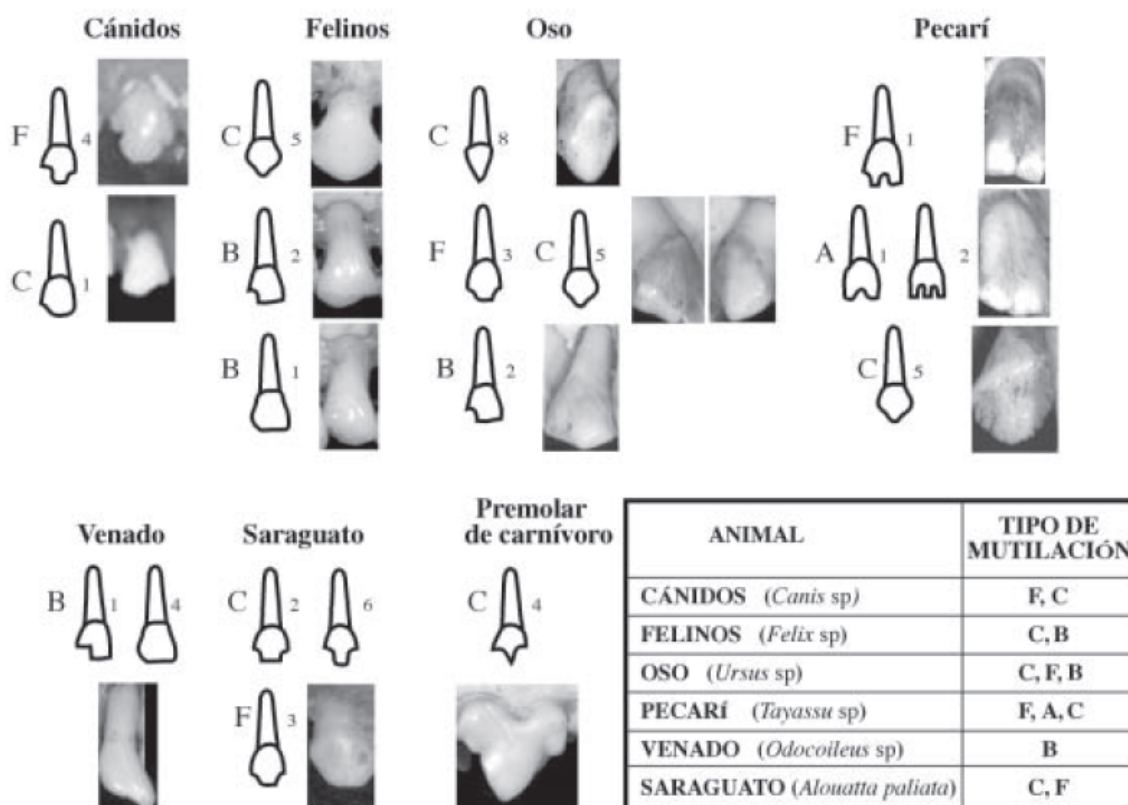 Cánidos
Felinos
Oso
Pecarí
F 4
C 5
C 8
F 1
C 1
B 2
F 3
C 5
A 1
2
B 1
B 2
C 5
Venado
Saraguato
Premolar
de carnívoro
B 1
4
C 2
6
C 4
F 3
ANIMAL
TIPO DE
MUTILACIÓN
CÁNIDOS (Canis sp)
F, C
FELINOS (Felix sp)
C, B
OSO (Ursus sp)
C, F, B
PECARÍ (Tayassu sp)
F, A, C
VENADO (Odocoileus sp)
B
SARAGUATO (Alouatta paliata)
C, F